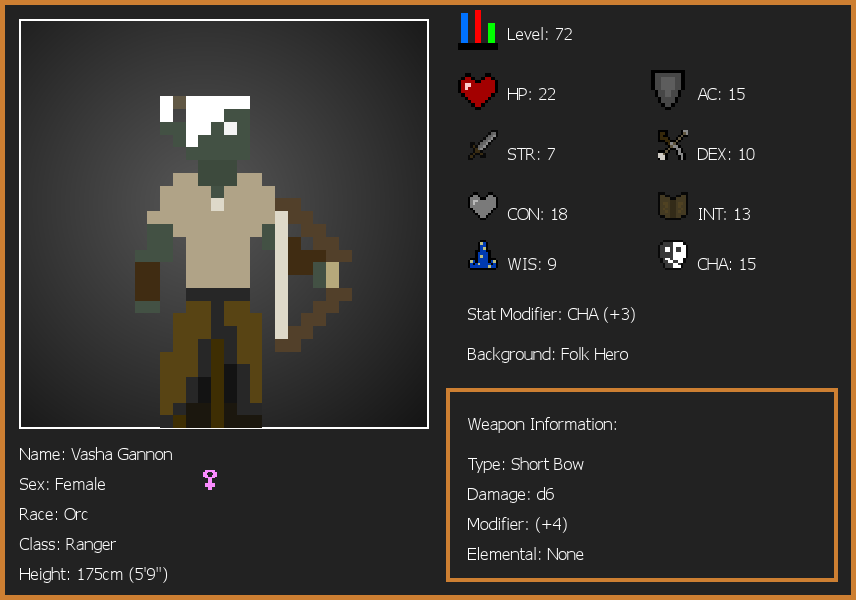 Level: 72
HP: 22
AC: 15
STR: 7
DEX: 10
CON: 18
INT: 13
WIS: 9
CHA: 15
Stat Modifier: CHA (+3)
Background: Folk Hero
Weapon Information:
Type: Short Bow
Damage: d6
Modifier: (+4)
Elemental: None
Name: Vasha Gannon
Sex: Female
Race: Orc
Class: Ranger
Height: 175cm (5'9")